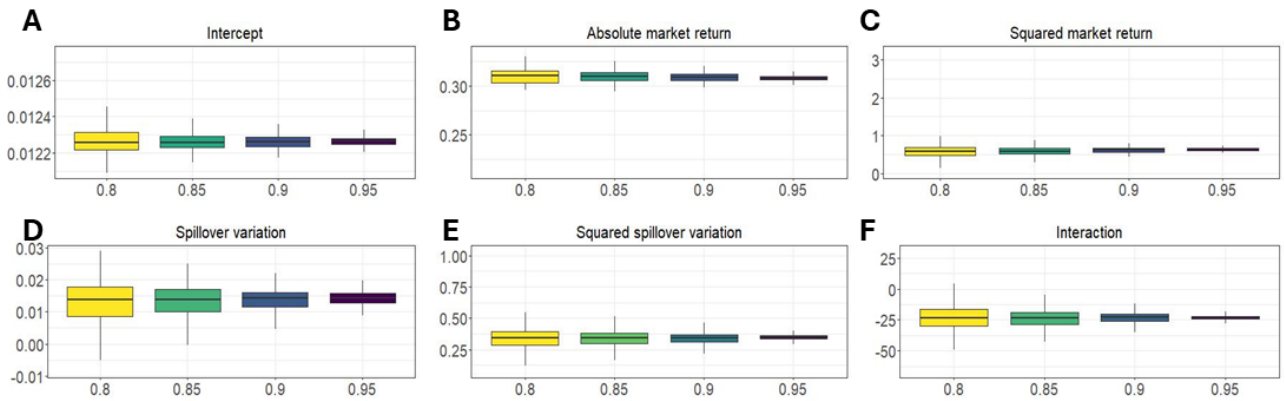 A
Intercept
0.0126
0.0124
0.0122
0.8 0.85 0.9 0.95
B
Absolute market return
0.30
0.25
0.8 0.85 0.9 0.95
C
Squared market return
3
2
1
0
0.8 0.85 0.9 0.95
D
Spillover variation
0.03
0.02
0.01
0.00
-0.01
0.8 0.85 0.9 0.95
E
Squared spillover variation
1.00
0.75
0.50
0.25
0.8 0.85 0.9 0.95
F
Interaction
25
0
-25
-50
0.8 0.85 0.9 0.95